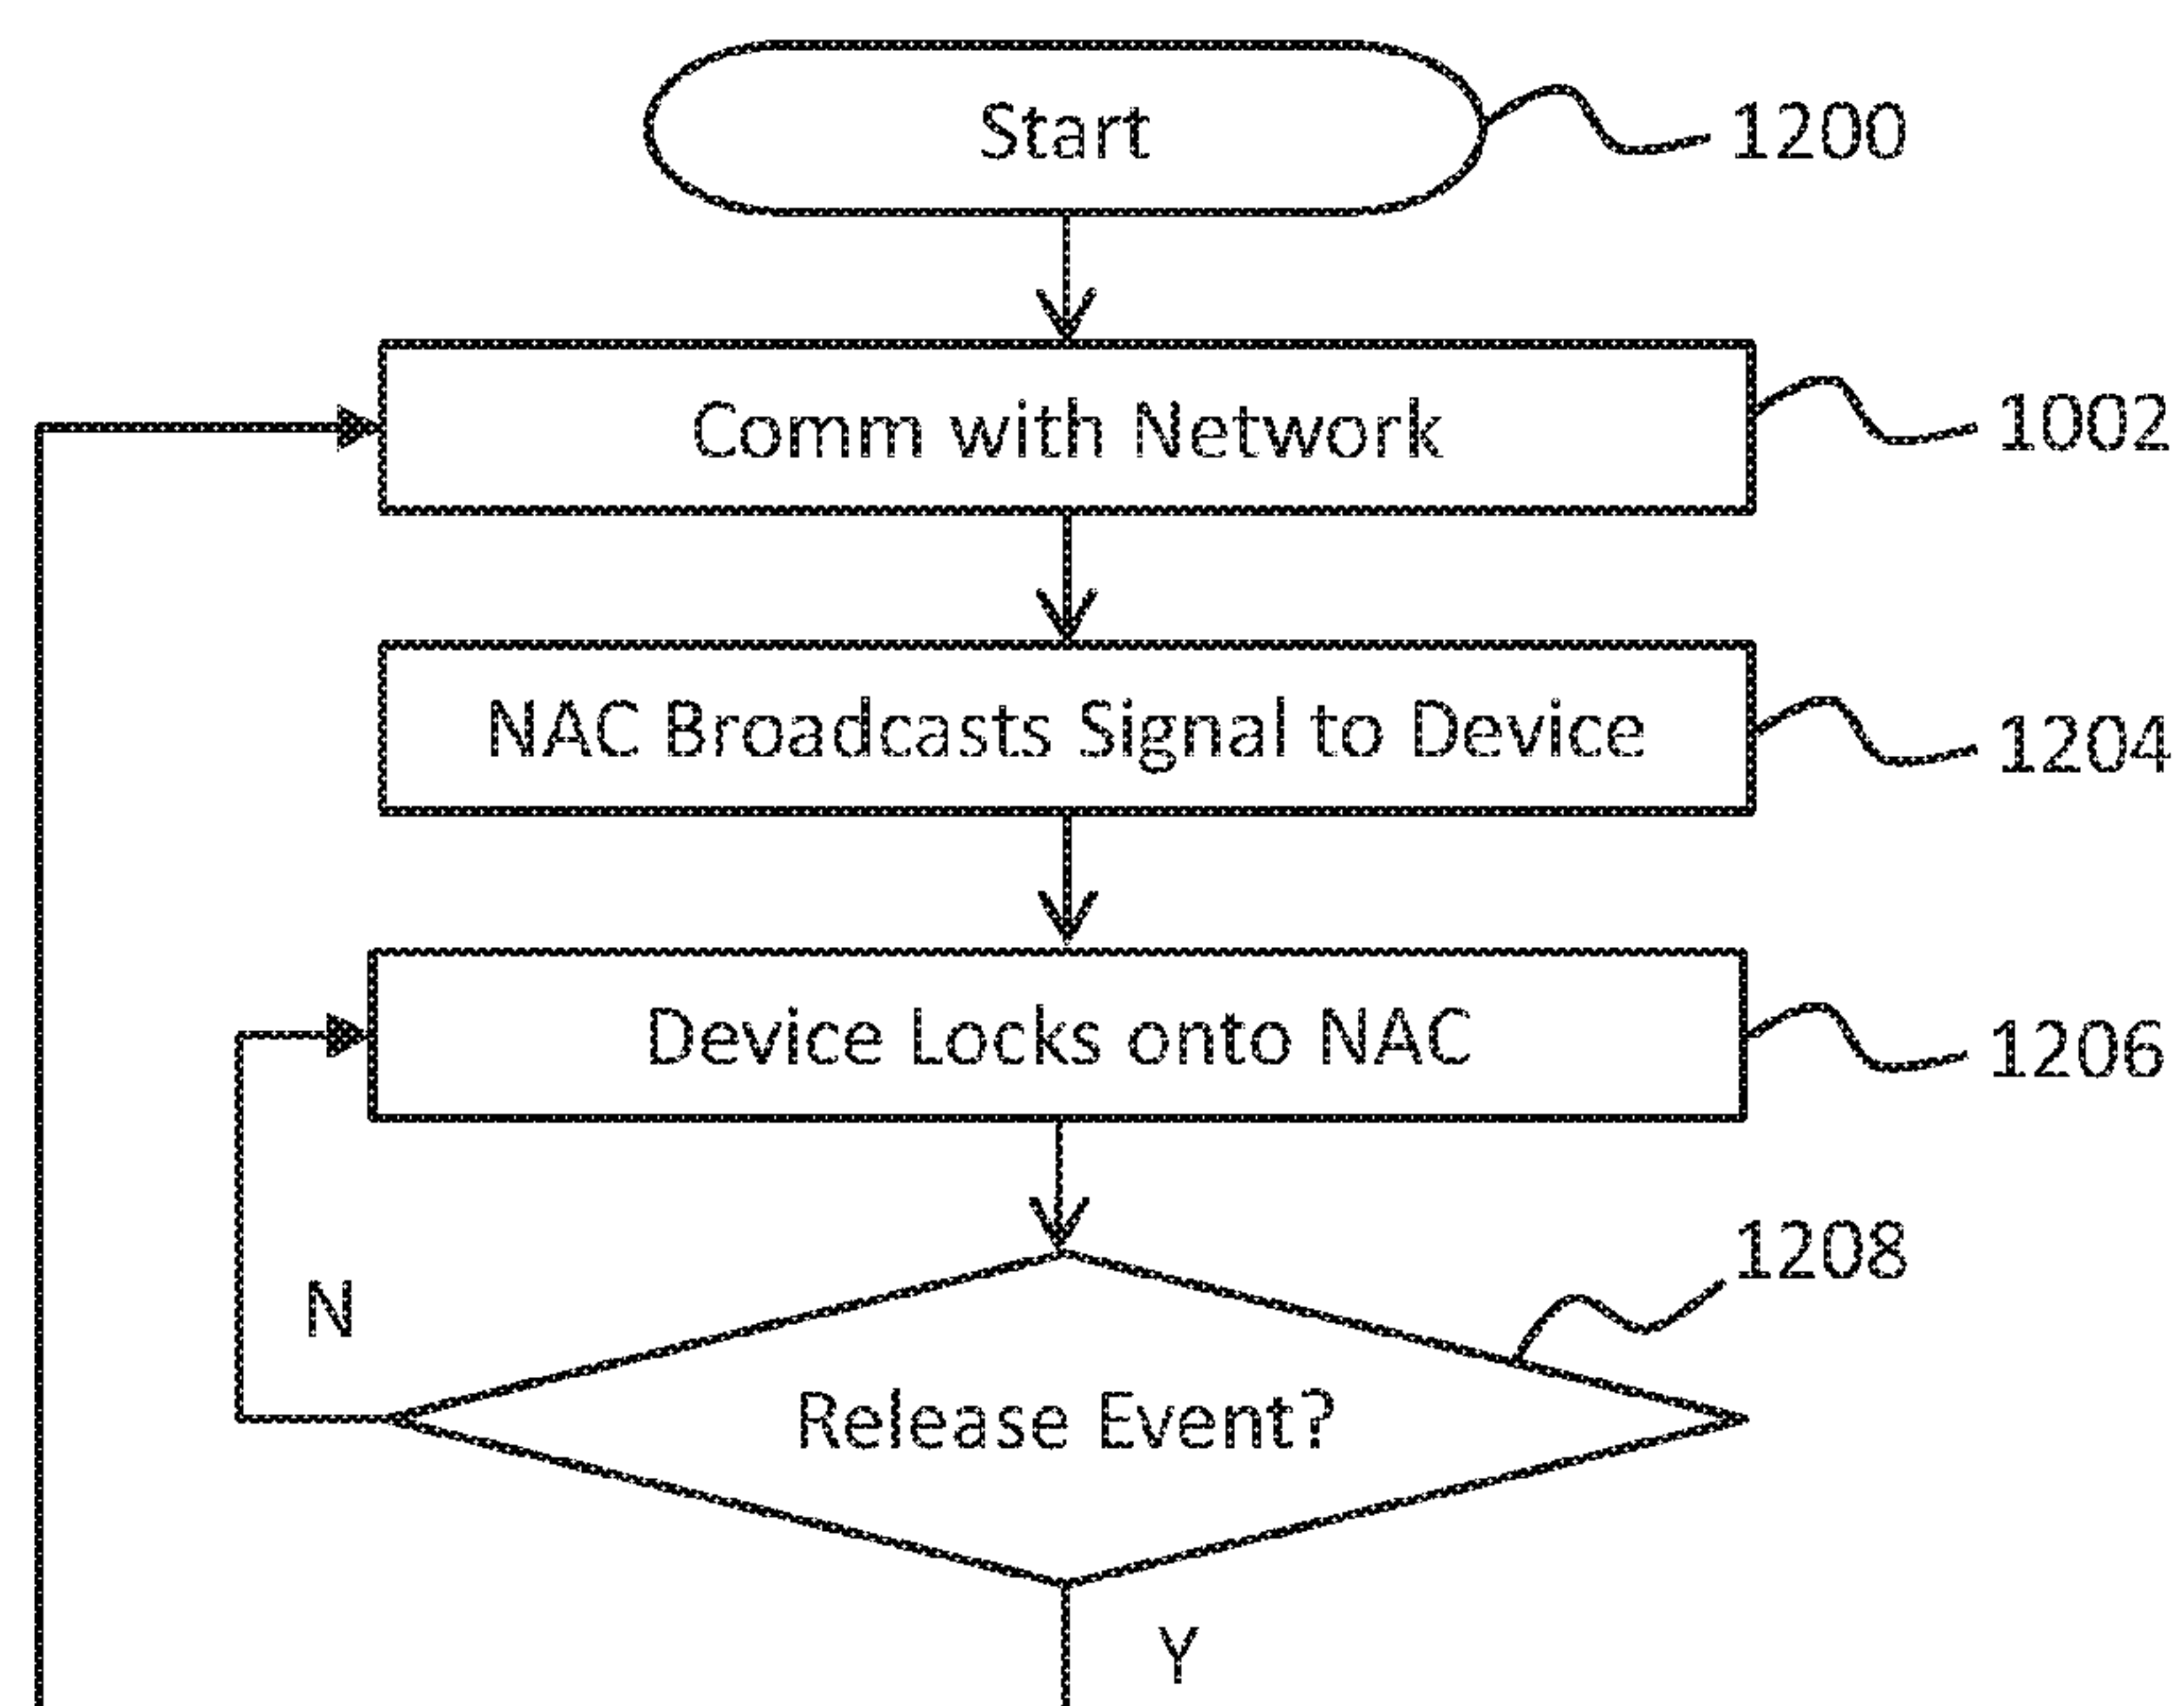 Start
1200
Comm with Network
1002
NAC Broadcasts Signal to Device
1204
Device Locks onto NAC
1206
1208
N
Release Event?
Y